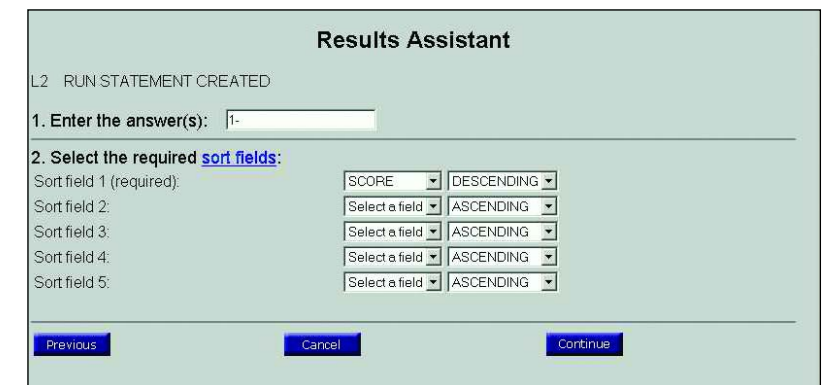 Results Assistant
L2 RUN STATEMENT CREATED
1. Enter the answer(s): 1-
2. Select the required sort fields:
Sort field 1 (required): SCORE DESCENDING
Sort field 2: Select a field ASCENDING
Sort field 3: Select a field ASCENDING
Sort field 4: Select a field ASCENDING
Sort field 5: Select a field ASCENDING
Previous Cancel Continue